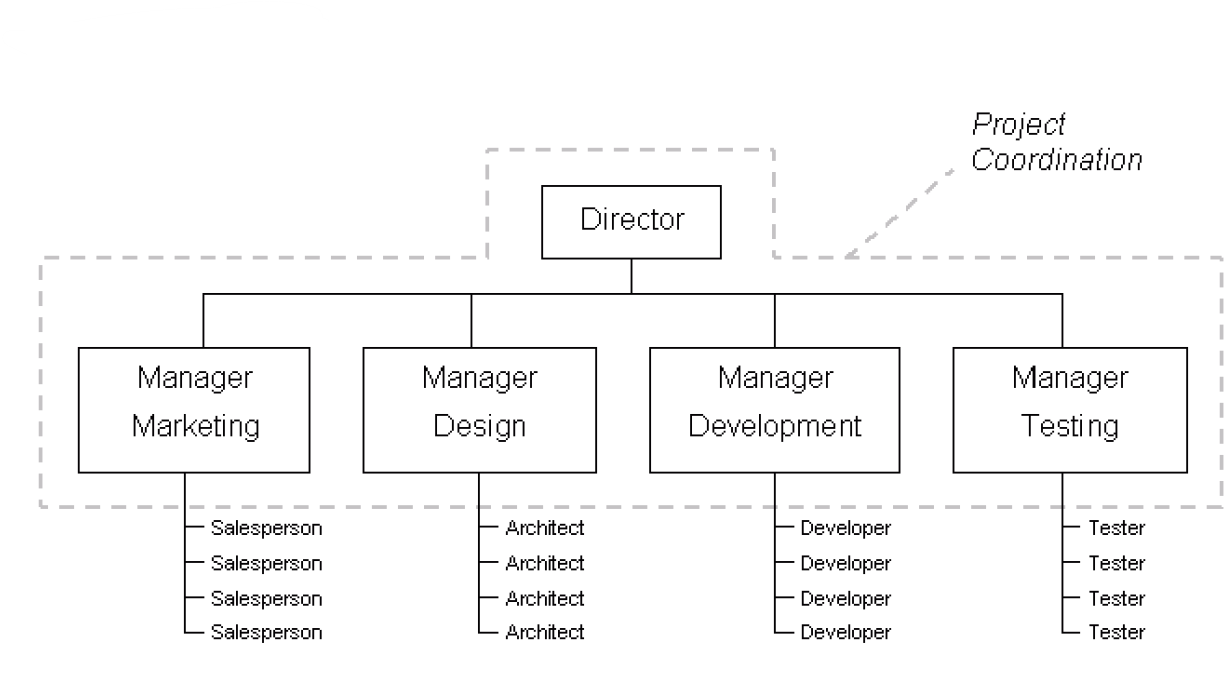 Project
Coordination
Director
Manager
Marketing
Manager
Design
Manager
Development
Manager
Testing
Salesperson
Salesperson
Salesperson
Salesperson
Architect
Architect
Architect
Architect
Developer
Developer
Developer
Developer
Tester
Tester
Tester
Tester